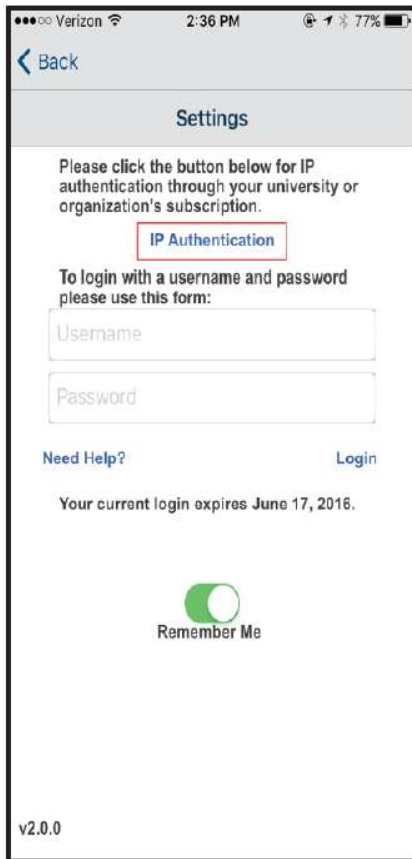 Verizon 2:36 PM 77%
Back
Settings
Please click the button below for IP
authentication through your university or
organization's subscription.
IP Authentication
To login with a username and password
please use this form:
Username
Password
Need Help? Login
Your current login expires June 17, 2016.
Remember Me
v2.0.0